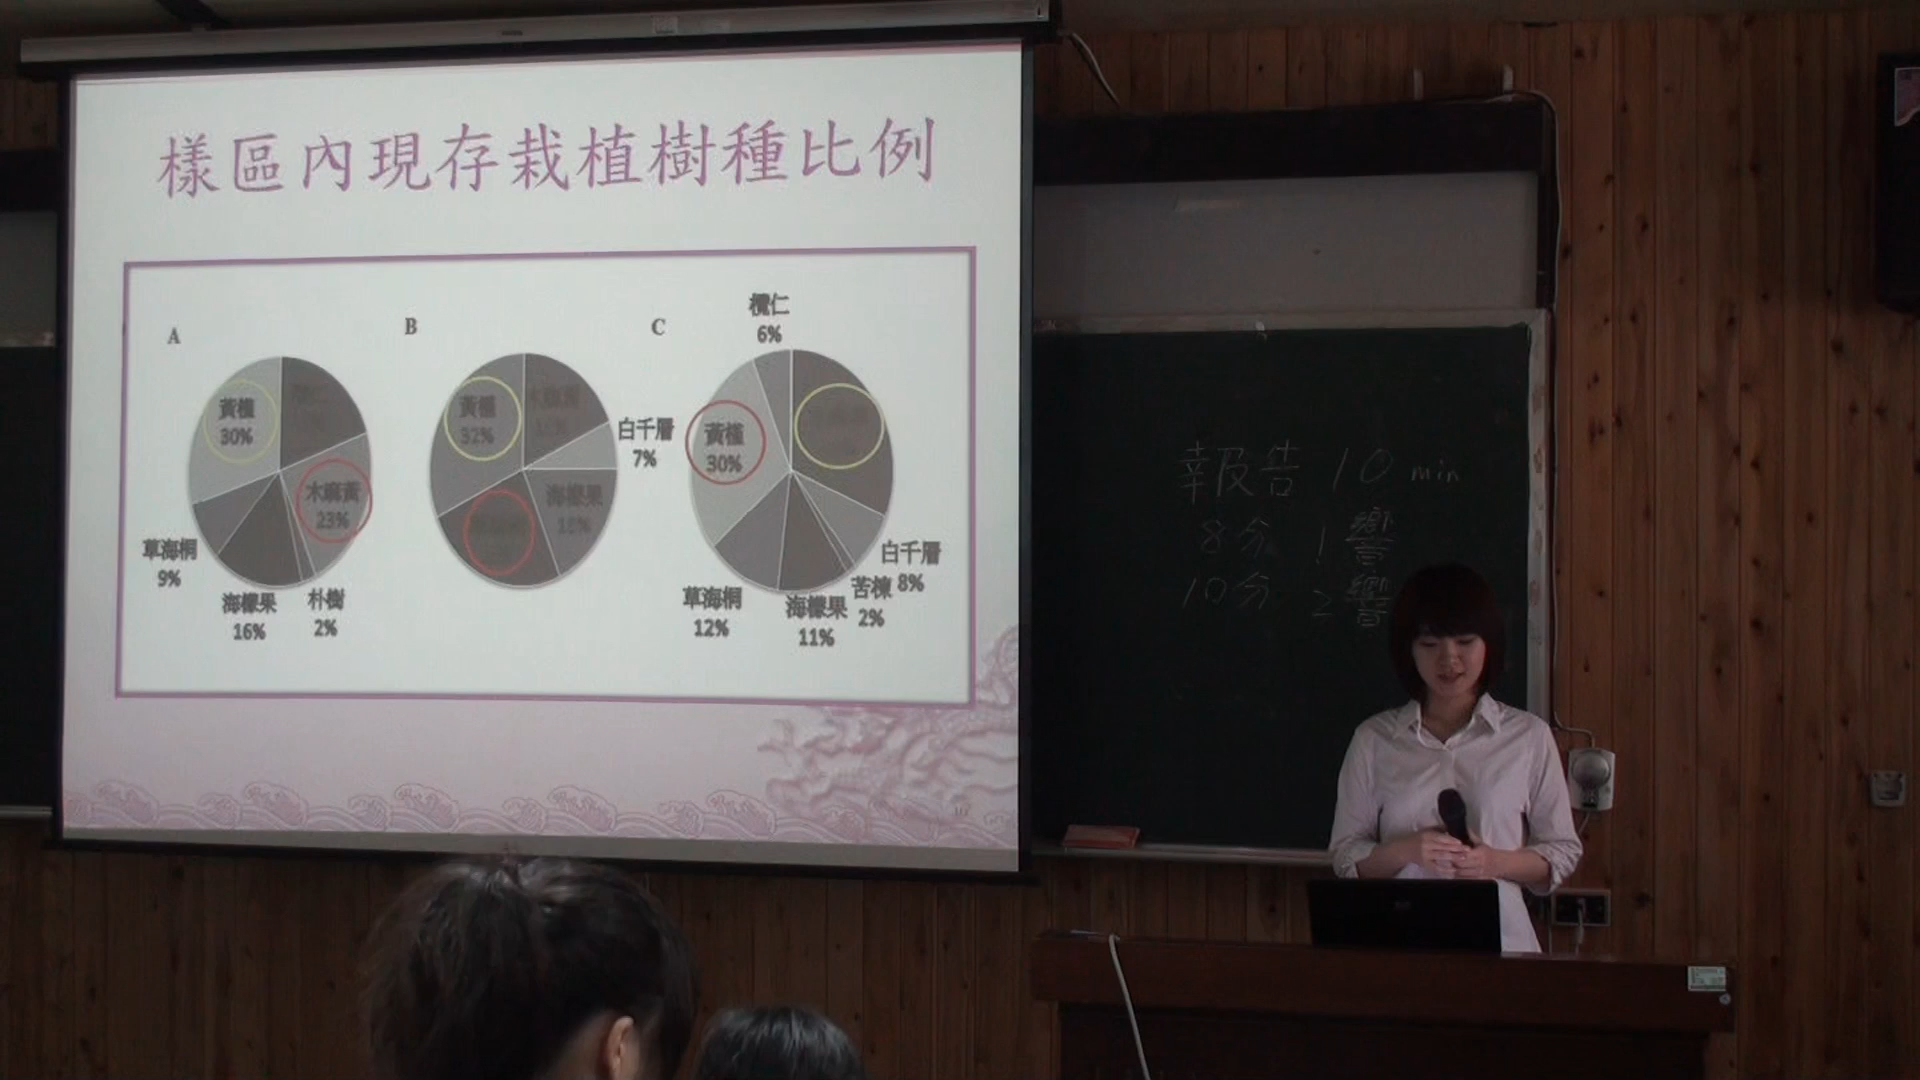 樣區內現存栽植樹種比例
A
黃槿
30%
木麻黃
23%
草海桐
9%
海檬果
16%
朴樹
2%
B
黃槿
32%
白千層
7%
海檬果
C
欖仁
6%
黃槿
30%
白千層
8%
苦楝
2%
海檬果
11%
草海桐
12%
報告 10 min
8分 1響
10分 2響